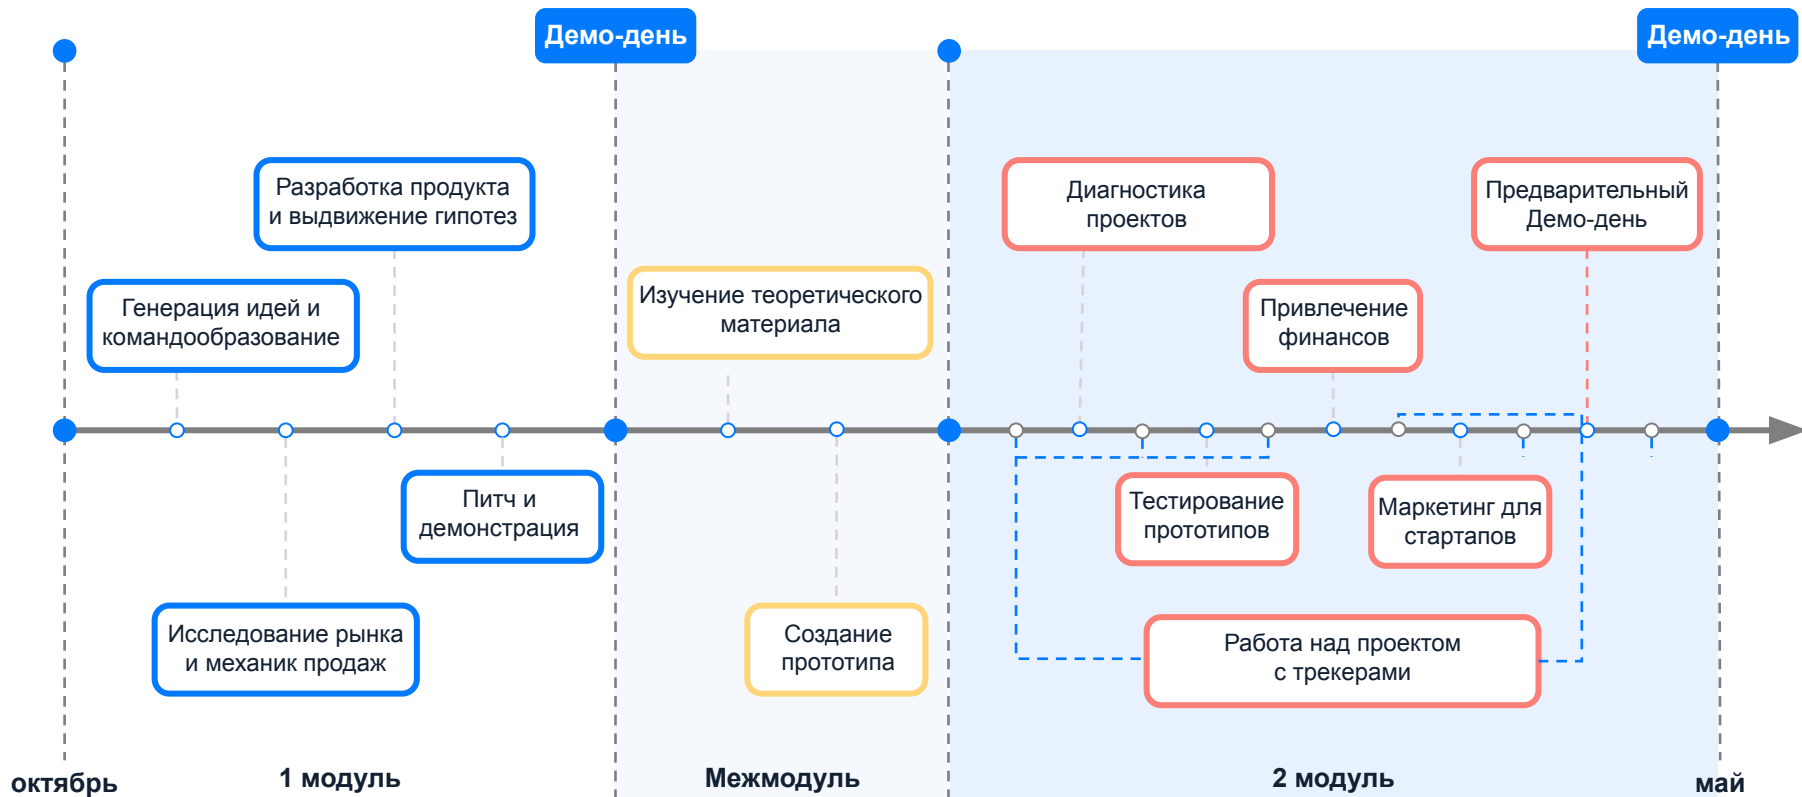 Демо-день
Демо-день
Разработка продукта
и выдвижение гипотез
Диагностика
проектов
Предварительный
Демо-день
Генерация идей и
командообразование
Изучение теоретического
материала
Привлечение
финансов
Питч и
демонстрация
Тестирование
прототипов
Маркетинг для
стартапов
Исследование рынка
и механик продаж
Создание
прототипа
Работа над проектом
с трекерами
октябрь
1 модуль
Межмодуль
2 модуль
май